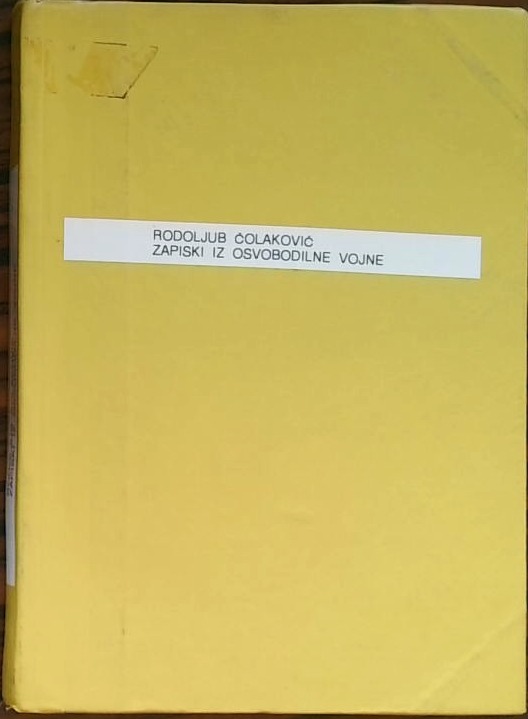 RODOLJUB ČOLAKOVIĆ
ZAPISKI IZ OSVOBODILNE VOJNE